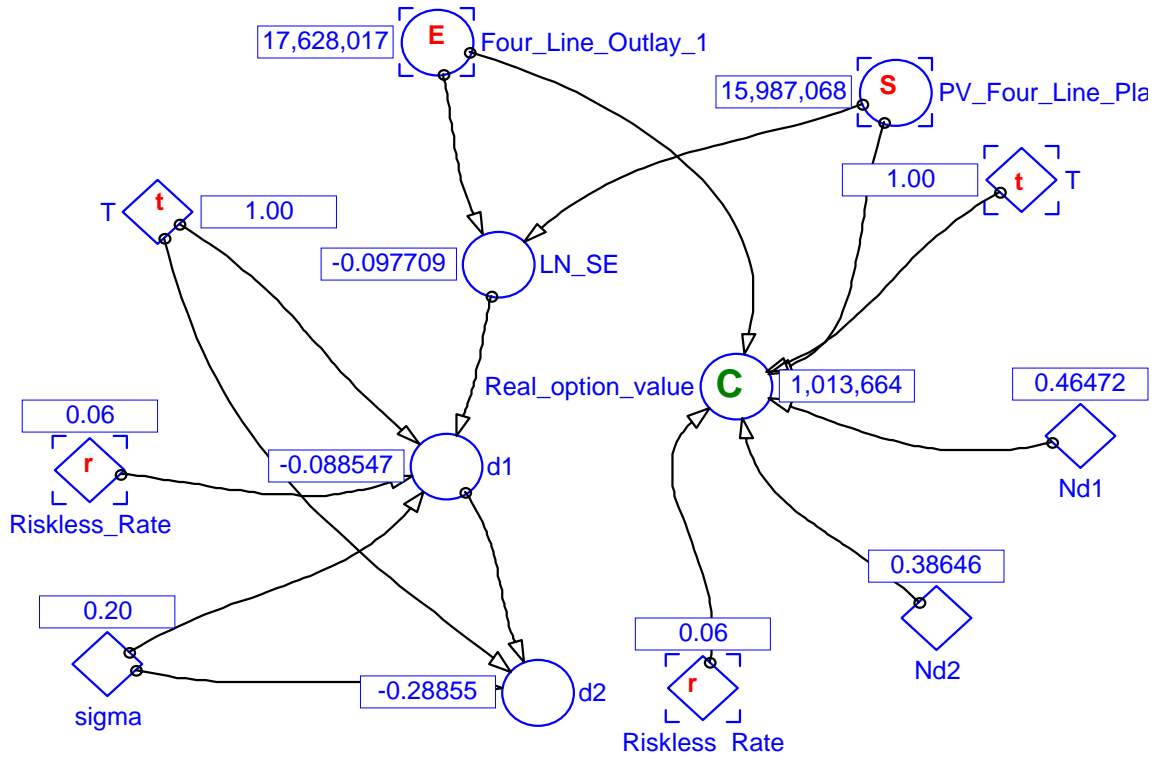 17,628,017
E
Four_Line_Outlay_1
15,987,068
S
PV_Four_Line_Pla
T
t
1.00
1.00
t
T
-0.097709
LN_SE
Real_option_value
C
1,013,664
0.46472
Nd1
0.06
r
Riskless_Rate
-0.088547
d1
0.38646
Nd2
0.20
sigma
-0.28855
d2
0.06
r
Riskless_Rate